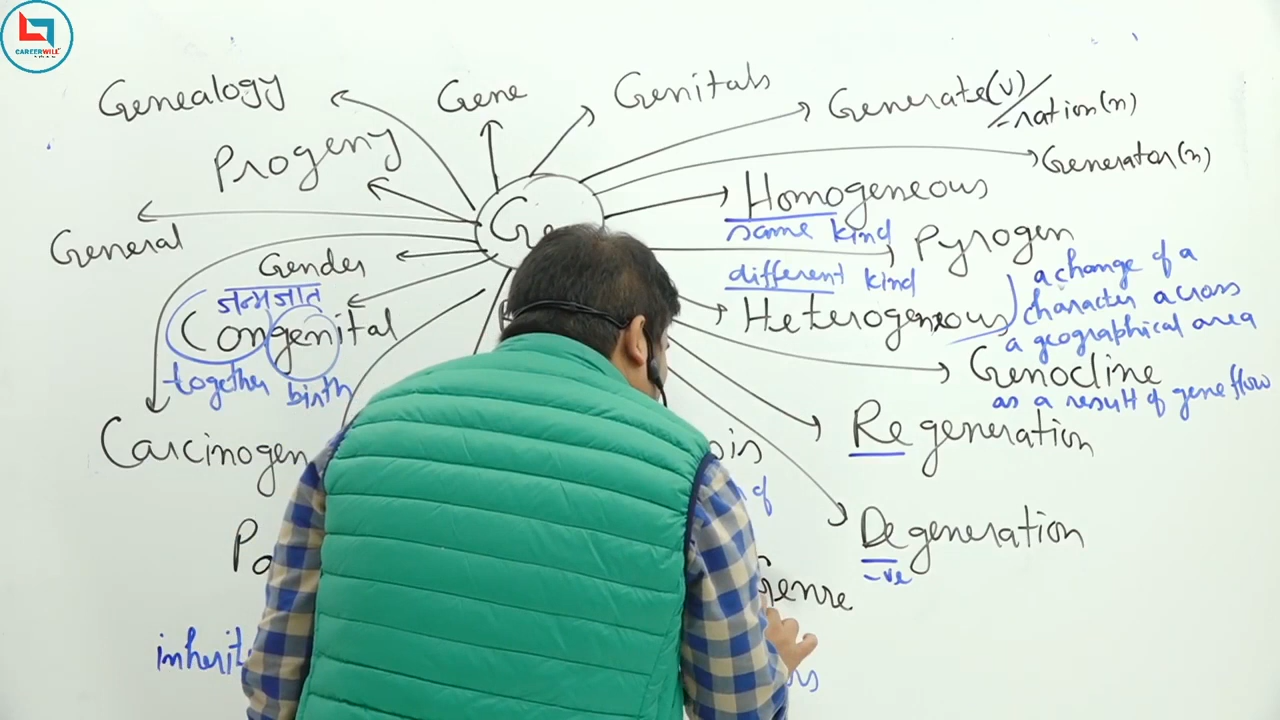 CAREERWILL
Genealogy
Gene
Genitals
Generate(v)/
-ration(n)
Progeny
Generator(n)
General
Homogeneous
same kind
Pyrogen
Gender
different kind
a change of a
जन्मजात
Congenital
Heterogeneous
character across
a geographical area
together birth
Genocline
as a result of gene flow
Carcinogen
Regeneration
of
Degeneration
-ve
Genre